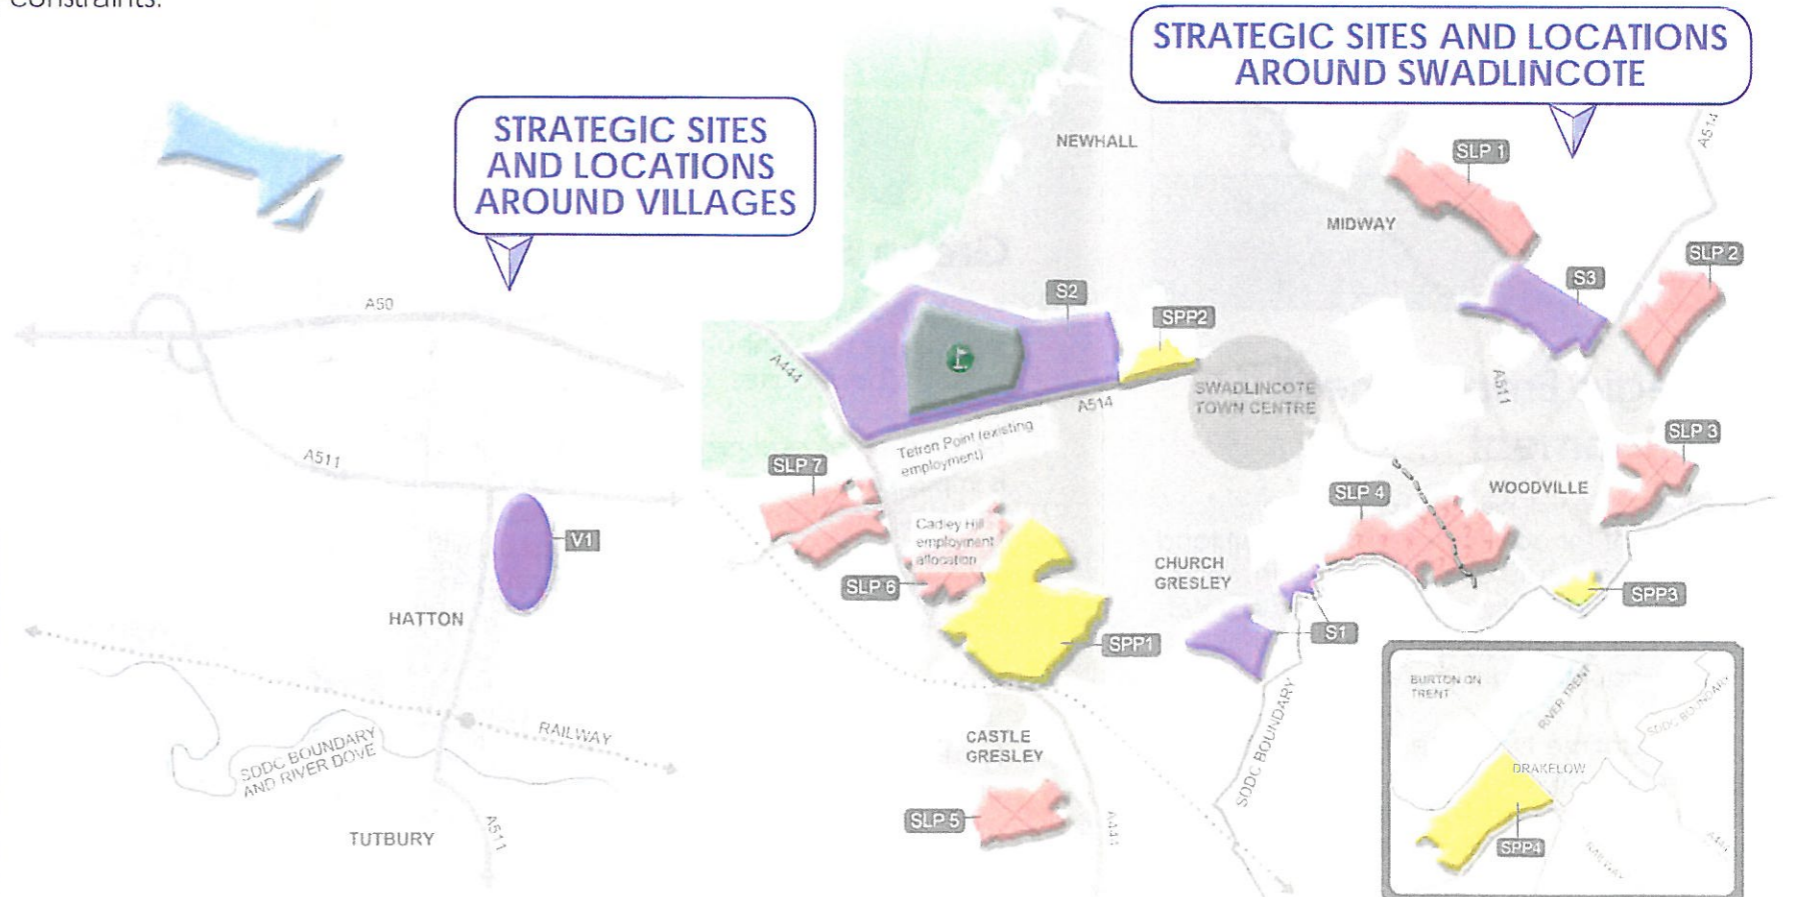 constraints.
STRATEGIC SITES
AND LOCATIONS
AROUND VILLAGES
A50
A511
V1
HATTON
RAILWAY
SDDC BOUNDARY
AND RIVER DOVE
TUTBURY
A511
STRATEGIC SITES AND LOCATIONS
AROUND SWADLINCOTE
NEWHALL
A514
SLP 1
MIDWAY
SLP 2
S3
S2
SPP2
A444
SWADLINCOTE
TOWN CENTRE
A511
A514
Tetron Point (existing
employment)
SLP 3
SLP 7
SLP 4
WOODVILLE
Cadley Hill
employment
allocation
CHURCH
GRESLEY
SLP 6
SPP3
S1
SPP1
SDDC BOUNDARY
CASTLE
GRESLEY
SLP 5
A444
BURTON ON
TRENT
RIVER TRENT
SDDC BOUNDARY
DRAKELOW
SPP4
RAILWAY
A444